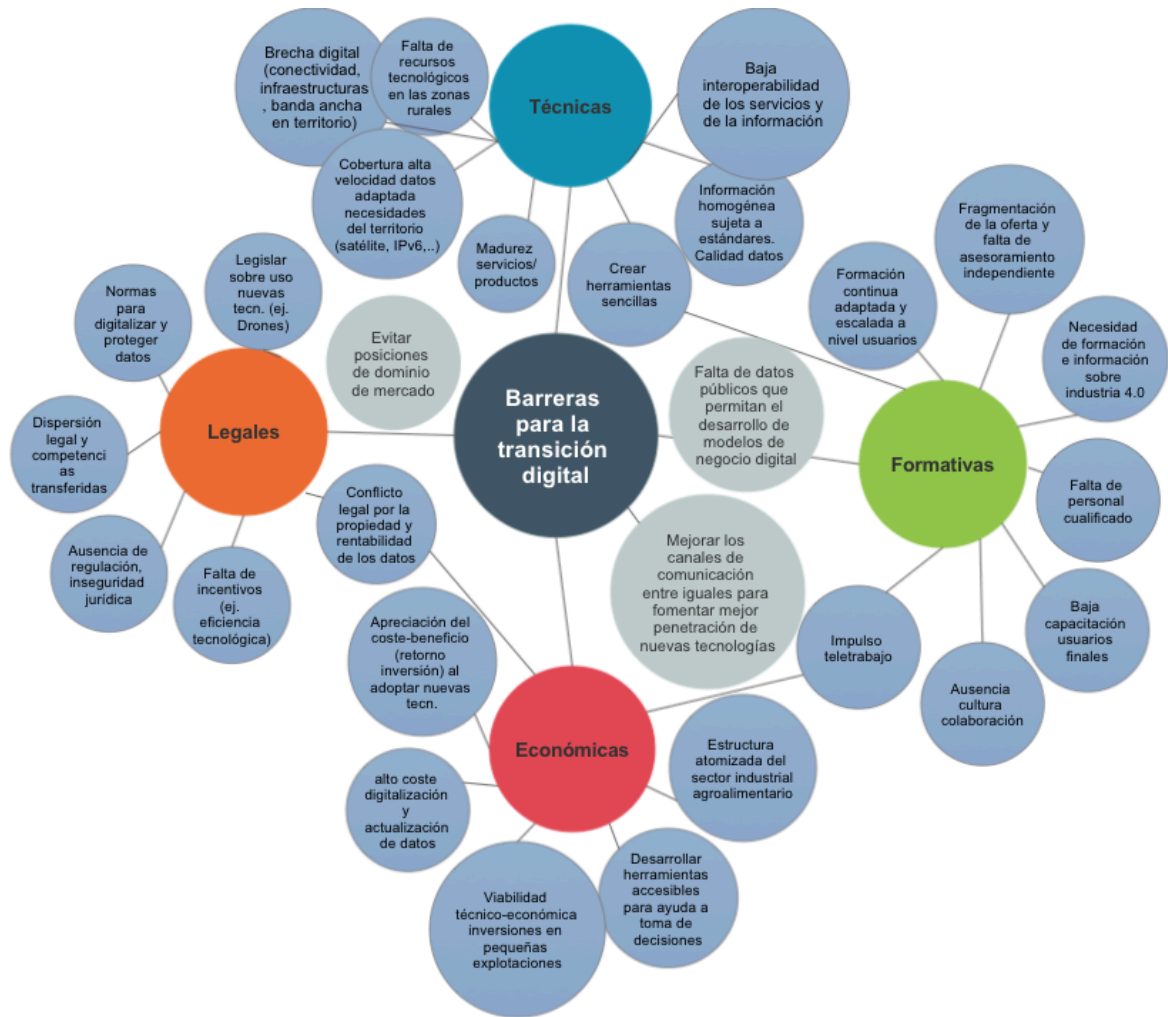 Brecha digital
(conectividad,
infraestructuras
, banda ancha
en territorio)
Falta de
recursos
tecnológicos
en las zonas
rurales
Técnicas
Baja
interoperabilidad
de los servicios y
de la información
Cobertura alta
velocidad datos
adaptada
necesidades
del territorio
(satélite, IPv6,..)
Madurez
servicios/
productos
Crear
herramientas
sencillas
Información
homogénea
sujeta a
estándares.
Calidad datos
Formación
continua
adaptada y
escalada a
nivel usuarios
Fragmentación
de la oferta y
falta de
asesoramiento
independiente
Necesidad
de formación
e información
sobre
industria 4.0
Legislar
sobre uso
nuevas
tecn. (ej.
Drones)
Normas
para
digitalizar y
proteger
datos
Evitar
posiciones
de dominio
de mercado
Barreras
para la
transición
digital
Falta de datos
públicos que
permitan el
desarrollo de
modelos de
negocio digital
Formativas
Legales
Dispersión
legal y
competenci
as
transferidas
Ausencia de
regulación,
inseguridad
jurídica
Falta de
incentivos
(ej.
eficiencia
tecnológica)
Conflicto
legal por la
propiedad y
rentabilidad
de los datos
Mejorar los
canales de
comunicación
entre iguales para
fomentar mejor
penetración de
nuevas tecnologías
Falta de
personal
cualificado
Baja
capacitación
usuarios
finales
Impulso
teletrabajo
Ausencia
cultura
colaboración
Apreciación del
coste-beneficio
(retorno
inversión) al
adoptar nuevas
tecn.
Económicas
Estructura
atomizada del
sector industrial
agroalimentario
alto coste
digitalización
y
actualización
de datos
Viabilidad
técnico-económica
inversiones en
pequeñas
explotaciones
Desarrollar
herramientas
accesibles
para ayuda a
toma de
decisiones